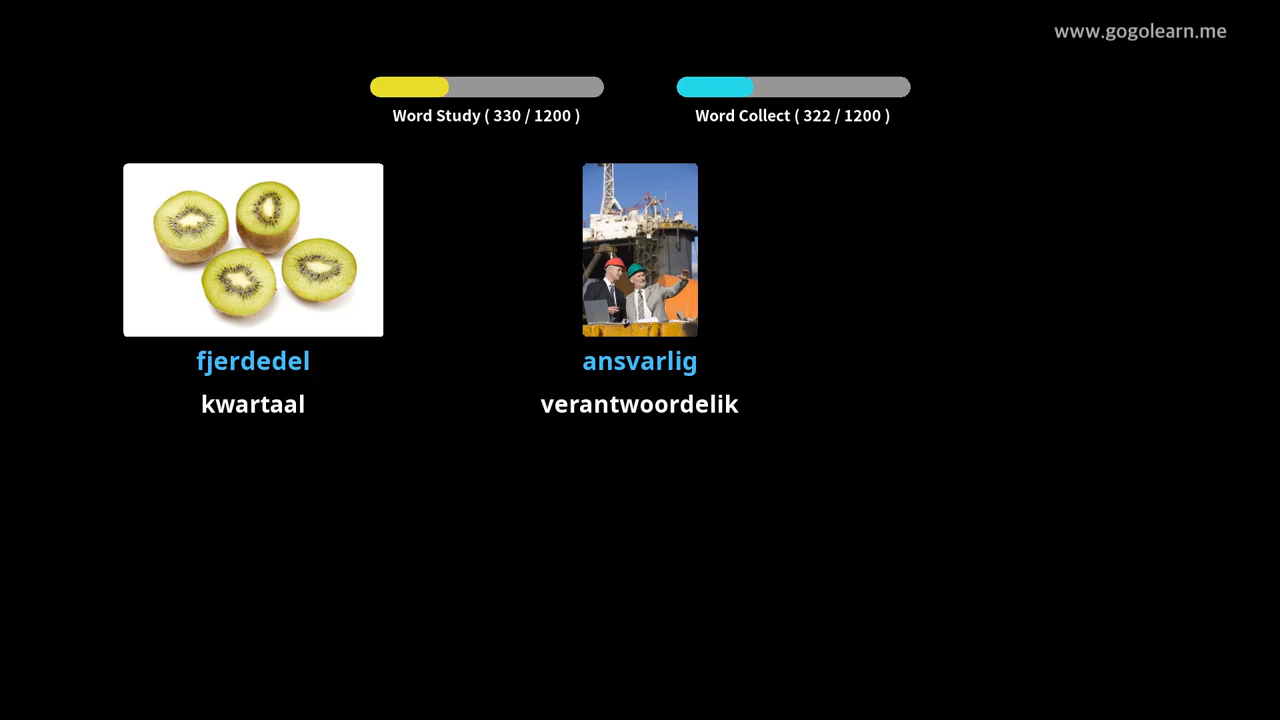 www.gogolearn.me
Word Study ( 330 / 1200 )
Word Collect ( 322 / 1200 )
fjerdedel
ansvarlig
kwartaal
verantwoordelik